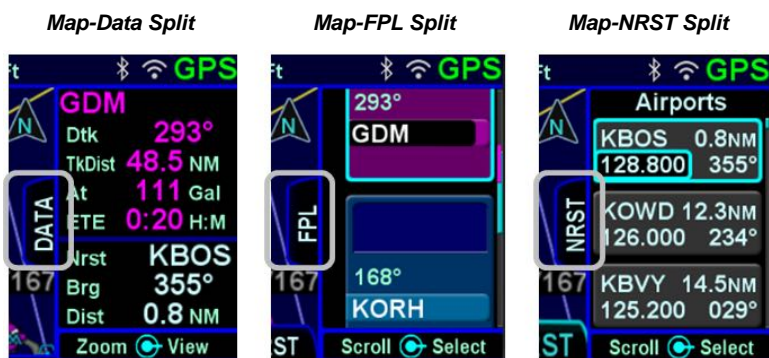 Map-Data Split
Map-FPL Split
Map-NRST Split
Ft
GPS
GDM
N
Dtk 293°
TkDist 48.5 NM
At 111 Gal
ETE 0:20 H:M
DATA
Nrst KBOS
167
Brg 355°
Dist 0.8 NM
Zoom View
Ft
GPS
293°
N
GDM
FPL
167
168°
KORH
ST
Scroll Select
Ft
GPS
Airports
N
KBOS 0.8NM
128.800 355°
NRST
KOWD 12.3NM
126.000 234°
167
KBVY 14.5NM
125.200 029°
ST
Scroll Select